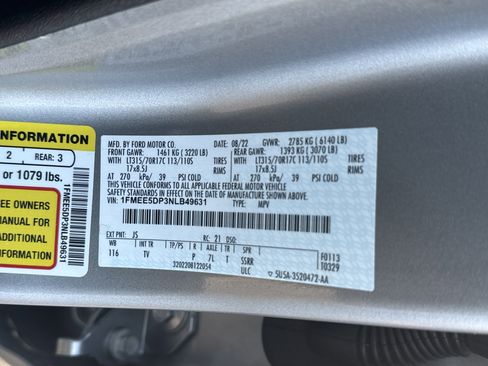 INFORMATION
2 REAR: 3
or 1079 lbs.
EE OWNERS
MANUAL FOR
ADDITIONAL
1FMEE5DP3NLB49631
MFD. BY FORD MOTOR CO.
DATE: 08/22 GVWR: 2785 KG ( 6140 LB)
FRONT GAWR: 1461 KG ( 3220 LB) REAR GAWR: 1393 KG ( 3070 LB)
WITH LT315/70R17C 113/110S TIRES WITH LT315/70R17C 113/110S TIRES
17x8.5J RIMS 17x8.5J RIMS
AT 270 kPa/ 39 PSI COLD AT 270 kPa/ 39 PSI COLD
THIS VEHICLE CONFORMS TO ALL APPLICABLE FEDERAL MOTOR VEHICLE
SAFETY STANDARDS IN EFFECT ON THE DATE OF MANUFACTURE SHOWN ABOVE.
VIN: 1FMEE5DP3NLB49631 TYPE: MPV
EXT PNT: JS RC: 21 DSO:
WB INT TR TP/PS R AXLE TR SPR
116 TV P 7L T SSRR
3202208122054 ULC
F0113
T0329
5U5A-3520472-AA